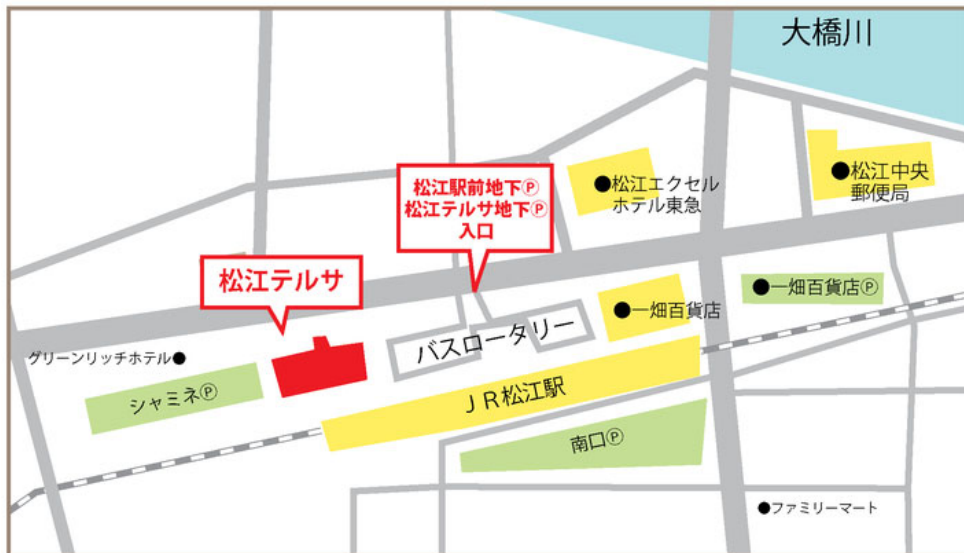 大橋川
松江駅前地下Ⓟ
松江テルサ地下Ⓟ
入口
●松江エクセル
ホテル東急
●松江中央
郵便局
松江テルサ
●一畑百貨店Ⓟ
●一畑百貨店
バスロータリー
グリーンリッチホテル●
シャミネⓅ
ＪＲ松江駅
南口Ⓟ
●ファミリーマート